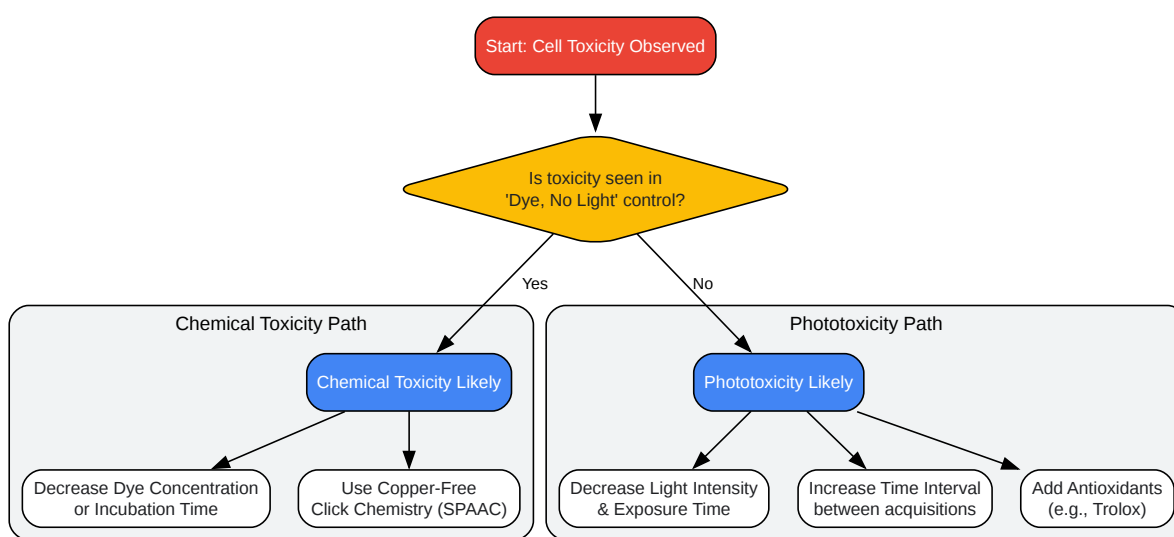 Start: Cell Toxicity Observed
Is toxicity seen in
'Dye, No Light' control?
Yes
No
Chemical Toxicity Path
Phototoxicity Path
Chemical Toxicity Likely
Phototoxicity Likely
Decrease Dye Concentration
or Incubation Time
Use Copper-Free
Click Chemistry (SPAAC)
Decrease Light Intensity
& Exposure Time
Increase Time Interval
between acquisitions
Add Antioxidants
(e.g., Trolox)